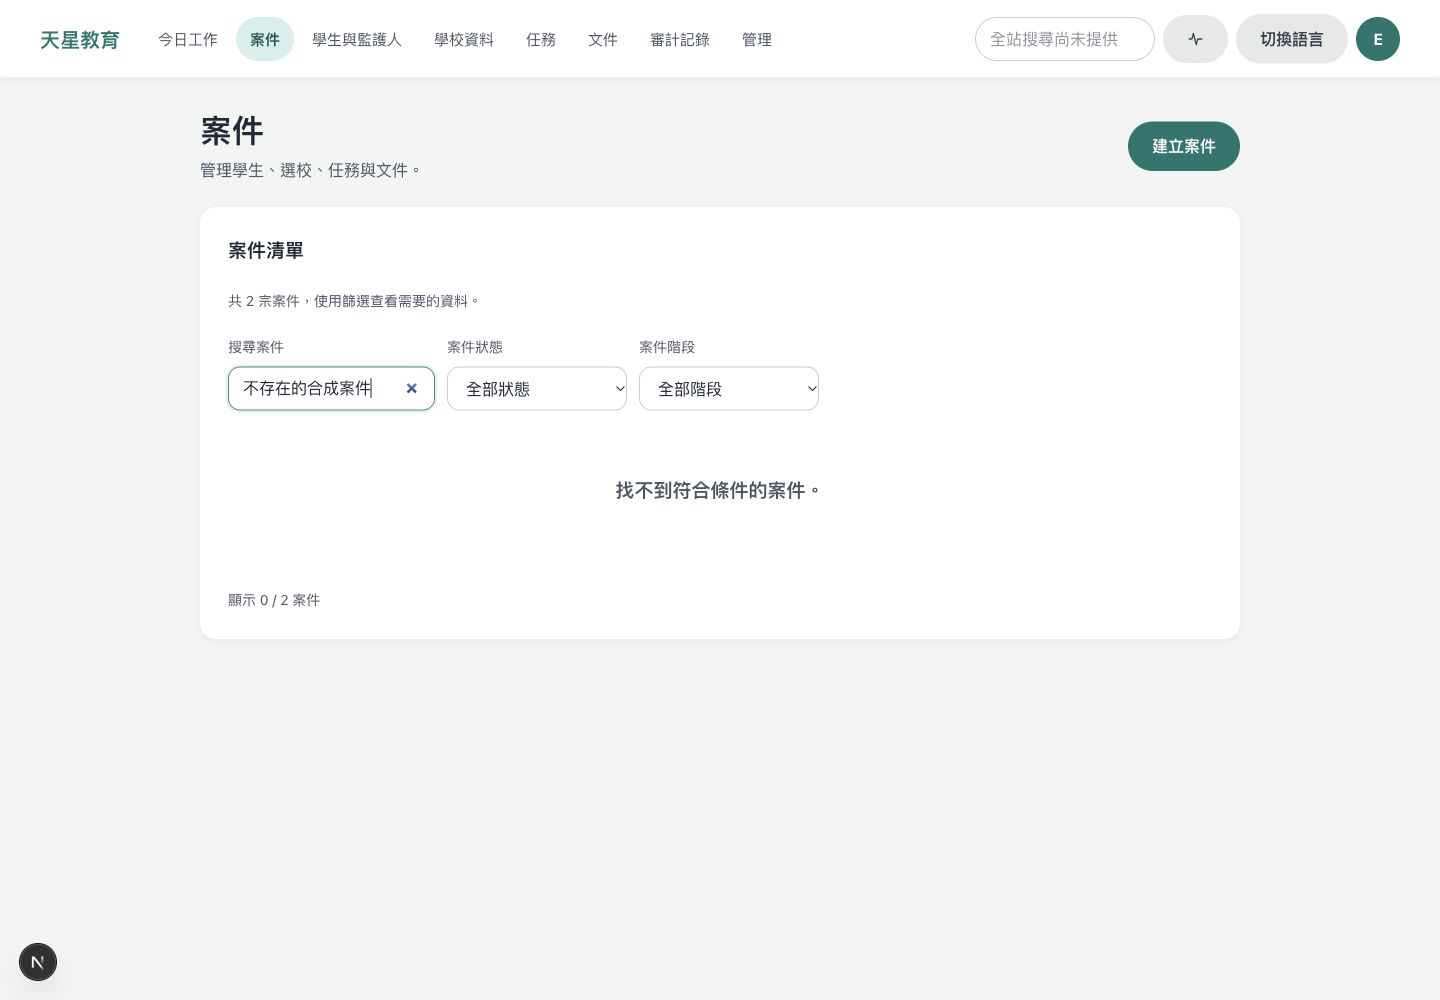 天星教育
今日工作
案件
學生與監護人
學校資料
任務
文件
審計記錄
管理
全站搜尋尚未提供
切換語言
E
案件
管理學生、選校、任務與文件。
建立案件
案件清單
共 2 宗案件，使用篩選查看需要的資料。
搜尋案件
案件狀態
案件階段
不存在的合成案件
全部狀態
全部階段
找不到符合條件的案件。
顯示 0 / 2 案件
N